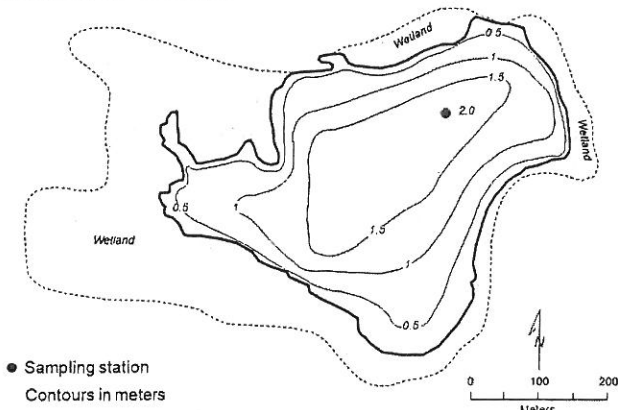 Wetland
0.5
1
1.5
2.0
Wetland
0.5
1
1.5
Wetland
1
0.5
● Sampling station
Contours in meters
N
0 100 200
Meters